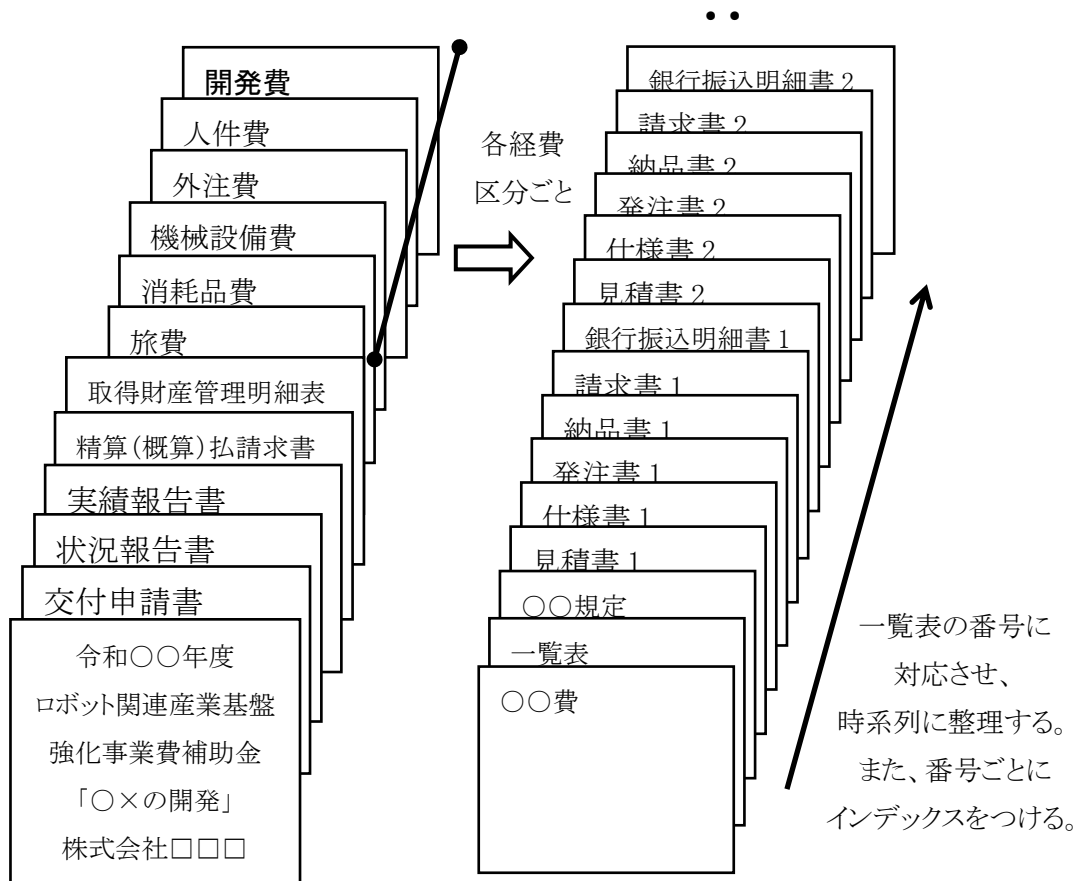 開発費
人件費
外注費
機械設備費
消耗品費
旅費
取得財産管理明細表
精算(概算)払請求書
実績報告書
状況報告書
交付申請書
令和○○年度
ロボット関連産業基盤
強化事業費補助金
「○×の開発」
株式会社□□□
各経費
区分ごと
銀行振込明細書2
請求書2
納品書2
発注書2
仕様書2
見積書2
銀行振込明細書1
請求書1
納品書1
発注書1
仕様書1
見積書1
○○規定
一覧表
○○費
一覧表の番号に
対応させ、
時系列に整理する。
また、番号ごとに
インデックスをつける。